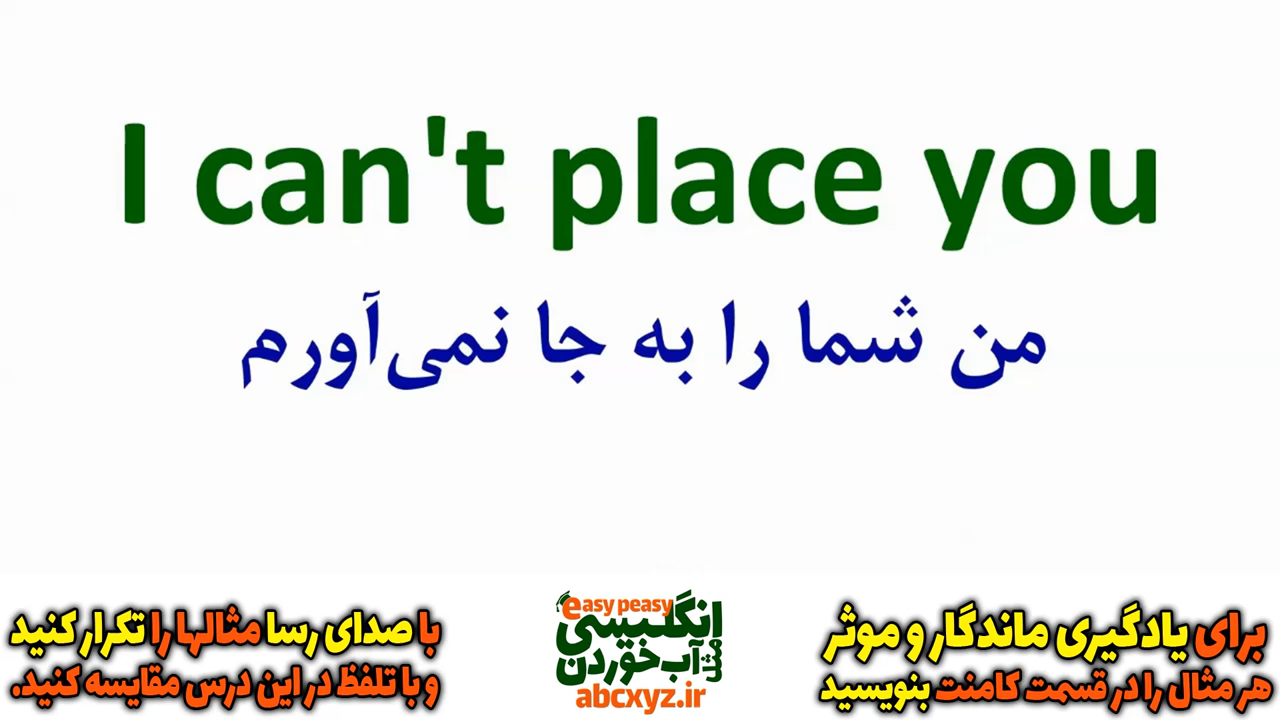 I can't place you
من شما را به جا نمی‌آورم
برای یادگیری ماندگار و موثر
هر مثال را در قسمت کامنت بنویسید
easy peasy
انگلیسی
مثل
آب خوردن
abcxyz.ir
با صدای رسا مثالها را تکرار کنید
و با تلفظ در این درس مقایسه کنید.